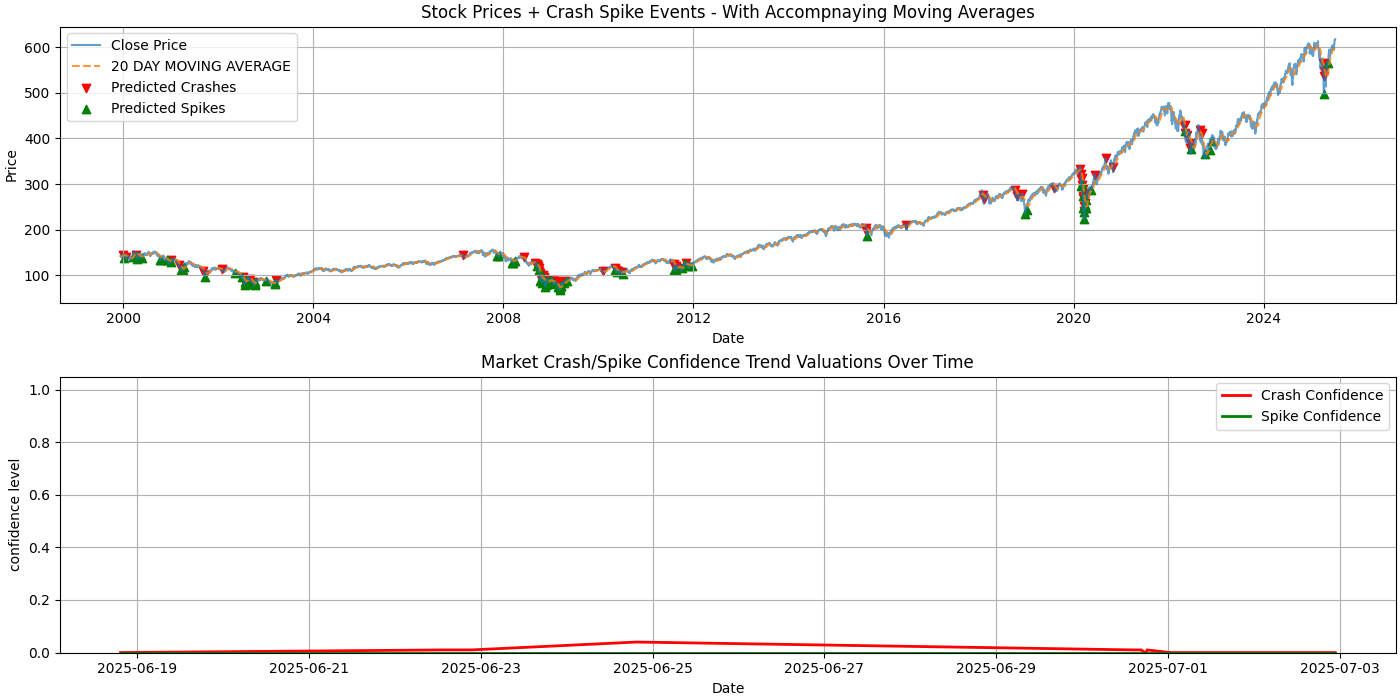 Stock Prices + Crash Spike Events - With Accompnaying Moving Averages
Close Price
20 DAY MOVING AVERAGE
Predicted Crashes
Predicted Spikes
Price
600
500
400
300
200
100
2000 2004 2008 2012 2016 2020 2024
Date
Market Crash/Spike Confidence Trend Valuations Over Time
Crash Confidence
Spike Confidence
confidence level
1.0
0.8
0.6
0.4
0.2
0.0
2025-06-19 2025-06-21 2025-06-23 2025-06-25 2025-06-27 2025-06-29 2025-07-01 2025-07-03
Date